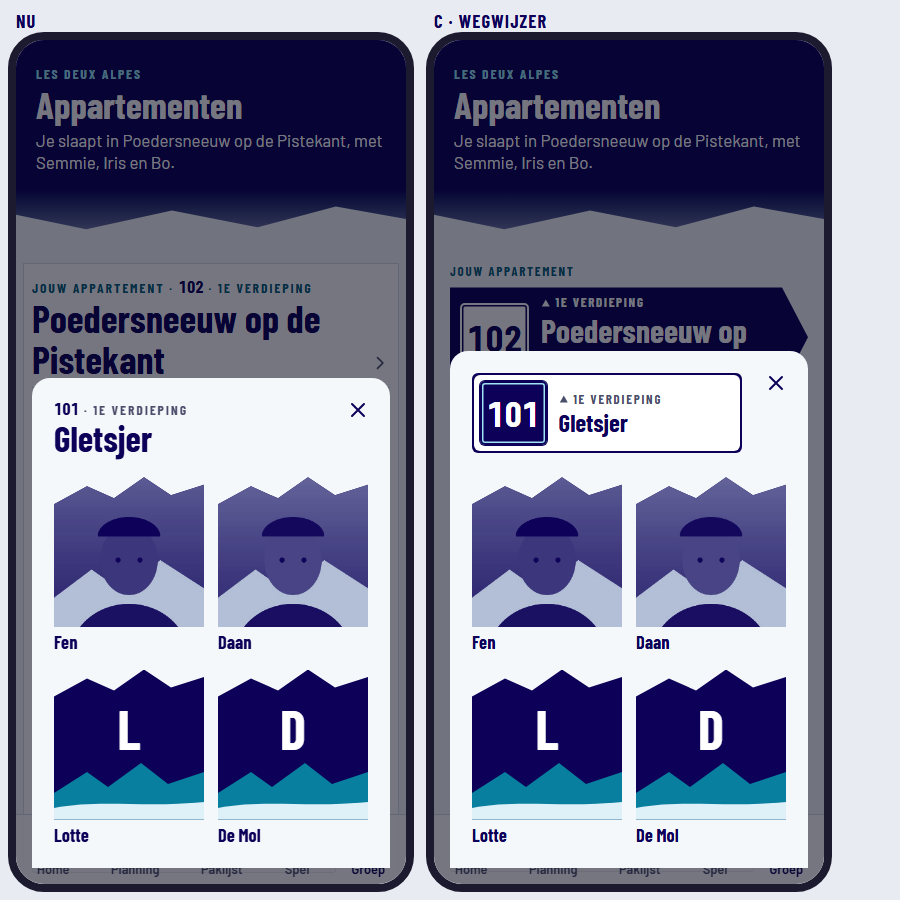 NU
LES DEUX ALPES
Appartementen
Je slaapt in Poedersneeuw op de Pistekant, met
Semmie, Iris en Bo.
JOUW APPARTEMENT · 102 · 1E VERDIEPING
Poedersneeuw op de
Pistekant
101 · 1E VERDIEPING
Gletsjer
Fen
Daan
L
D
Lotte
De Mol
Home
Planning
Paklijst
Spel
Groep
C · WEGWIJZER
LES DEUX ALPES
Appartementen
Je slaapt in Poedersneeuw op de Pistekant, met
Semmie, Iris en Bo.
JOUW APPARTEMENT
102
▲ 1E VERDIEPING
Poedersneeuw op
101
▲ 1E VERDIEPING
Gletsjer
Fen
Daan
L
D
Lotte
De Mol
Home
Planning
Paklijst
Spel
Groep